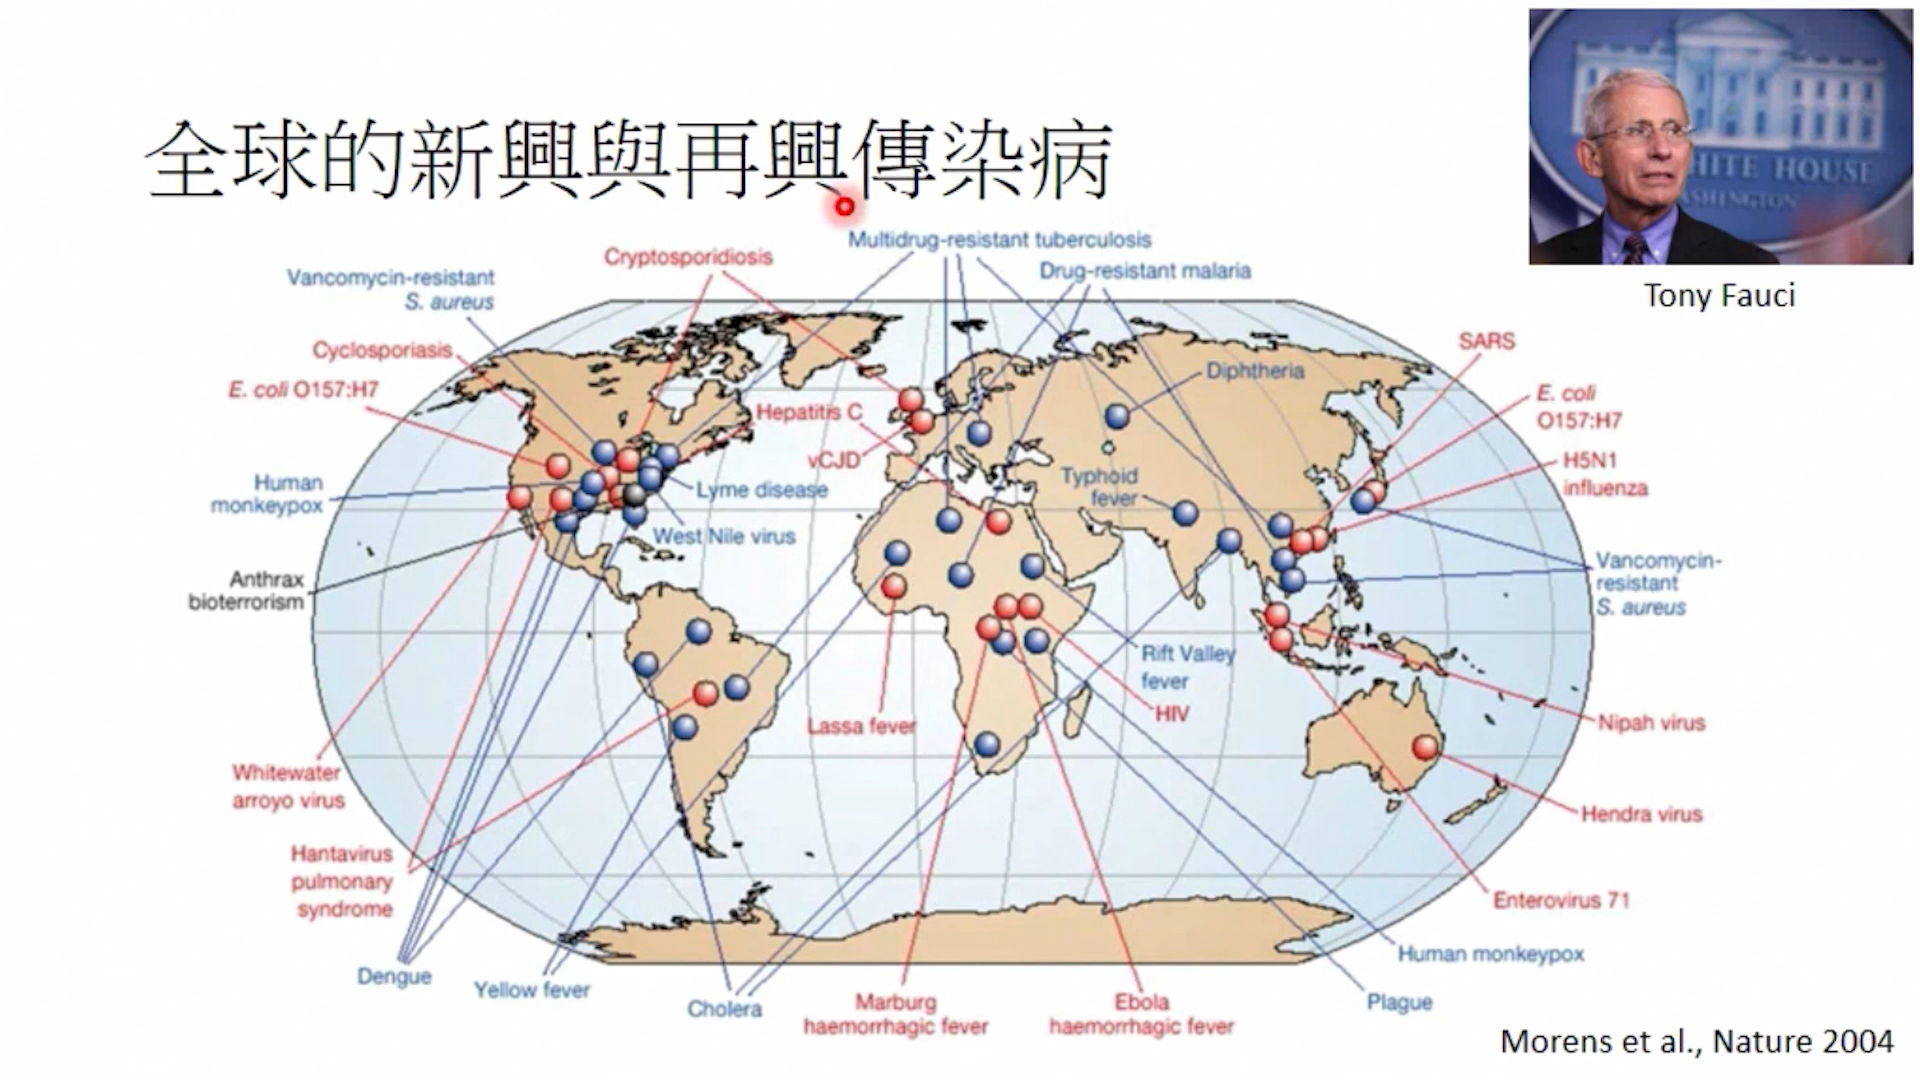 全球的新興與再興傳染病
WHITE HOUSE
WASHINGTON
Tony Fauci
Multidrug-resistant tuberculosis
Cryptosporidiosis
Drug-resistant malaria
Vancomycin-resistant
S. aureus
SARS
Cyclosporiasis
Diphtheria
E. coli O157:H7
E. coli
O157:H7
Hepatitis C
vCJD
H5N1
influenza
Typhoid
fever
Human
monkeypox
Lyme disease
West Nile virus
Vancomycin-
resistant
S. aureus
Anthrax
bioterrorism
Rift Valley
fever
HIV
Lassa fever
Nipah virus
Whitewater
arroyo virus
Hendra virus
Hantavirus
pulmonary
syndrome
Enterovirus 71
Human monkeypox
Dengue
Yellow fever
Cholera
Marburg
haemorrhagic fever
Ebola
haemorrhagic fever
Plague
Morens et al., Nature 2004